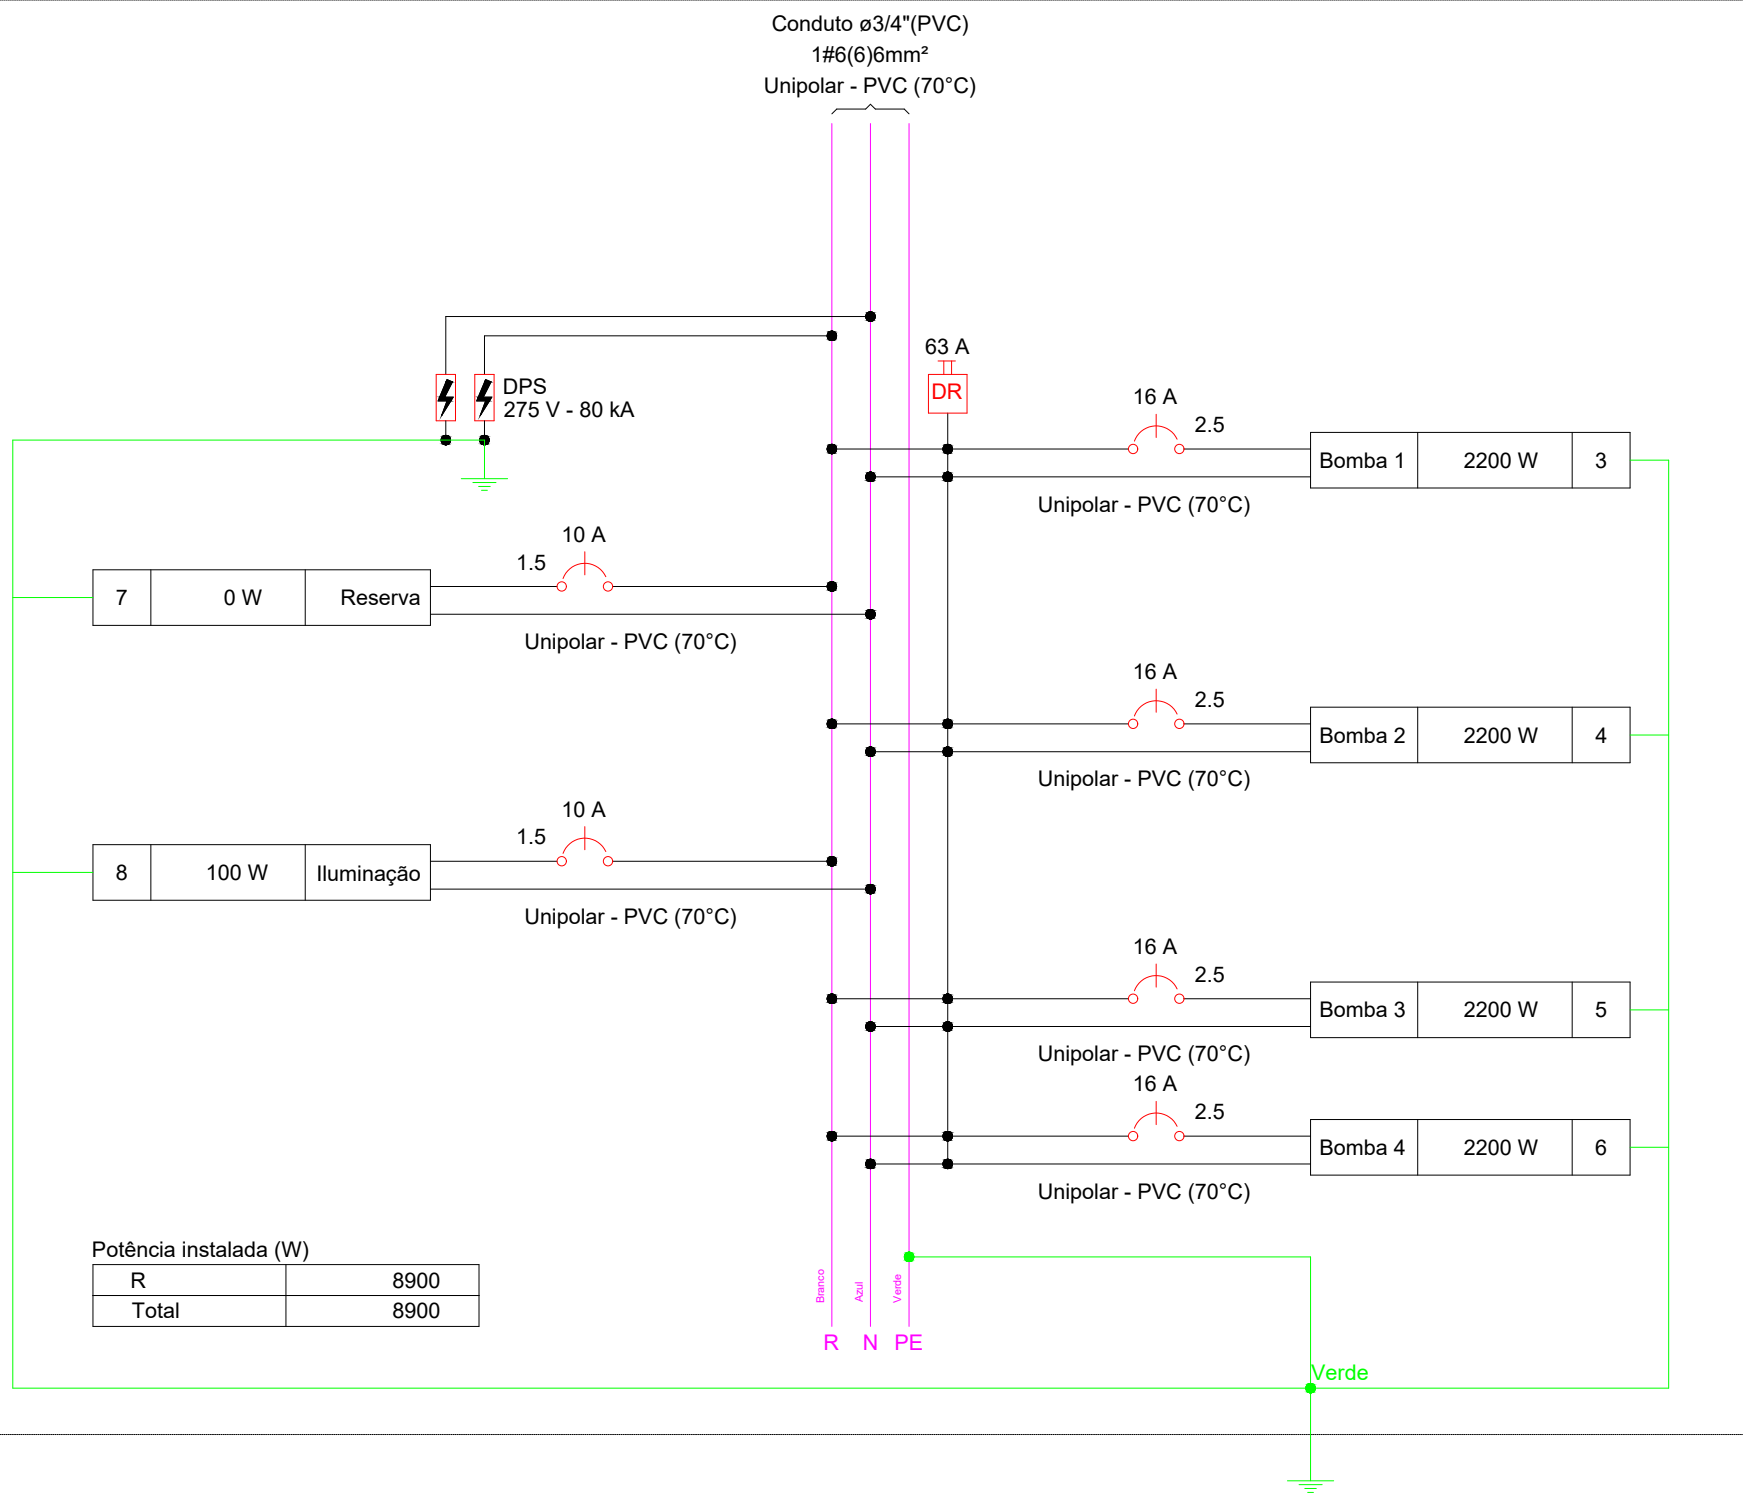 Conduto ø3/4"(PVC)
1#6(6)6mm²
Unipolar - PVC (70°C)
DPS
275 V - 80 kA
63 A
DR
16 A
2.5
Bomba 1 2200 W 3
Unipolar - PVC (70°C)
10 A
1.5
7 0 W Reserva
Unipolar - PVC (70°C)
16 A
2.5
Bomba 2 2200 W 4
Unipolar - PVC (70°C)
10 A
1.5
8 100 W Iluminação
Unipolar - PVC (70°C)
16 A
2.5
Bomba 3 2200 W 5
Unipolar - PVC (70°C)
16 A
2.5
Bomba 4 2200 W 6
Unipolar - PVC (70°C)
Potência instalada (W)
R 8900
Total 8900
Branco
Azul
Verde
R N PE
Verde